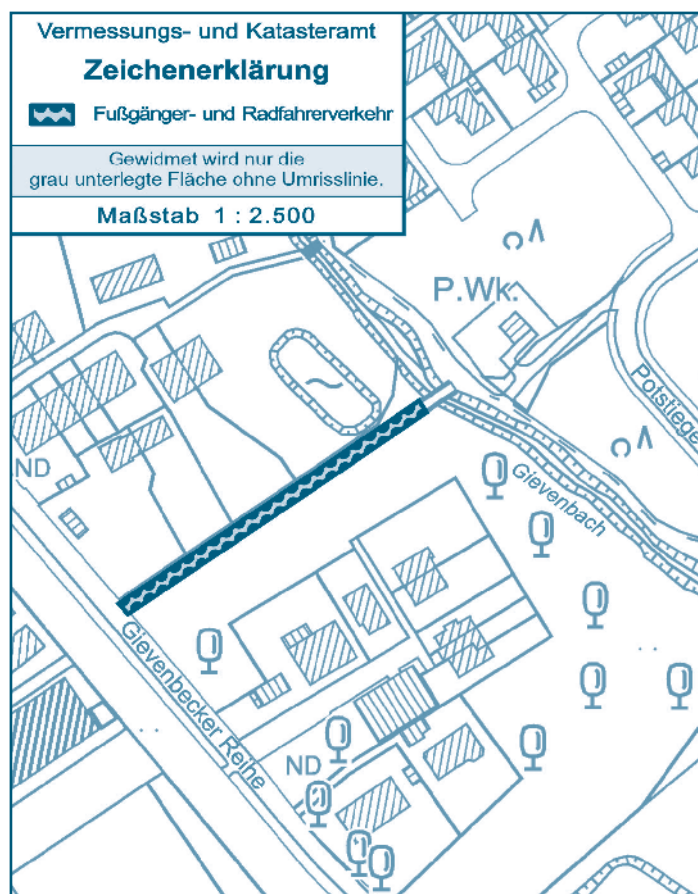 Vermessungs- und Katasteramt
Zeichenerklärung
Fußgänger- und Radfahrerverkehr
Gewidmet wird nur die
grau unterlegte Fläche ohne Umrisslinie.
Maßstab 1 : 2.500
P.Wk.
Potstiege
ND
Gievenbach
Gievenbecker Reihe
ND